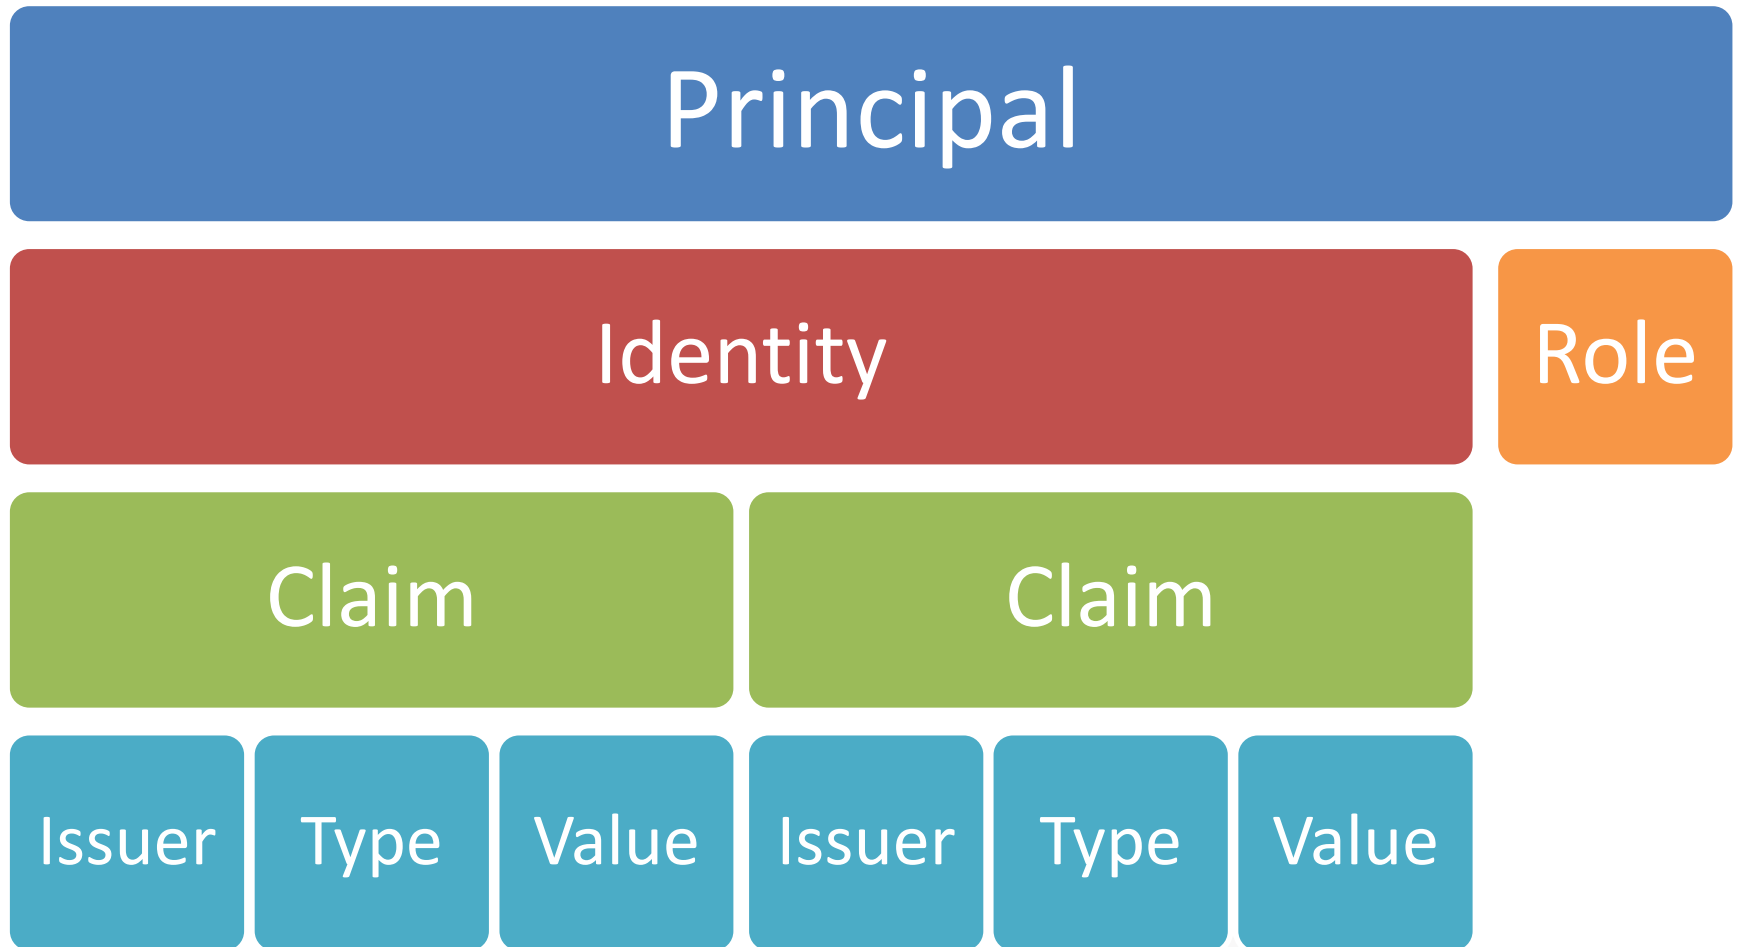 Principal
Identity
Role
Claim
Claim
Issuer
Type
Value
Issuer
Type
Value